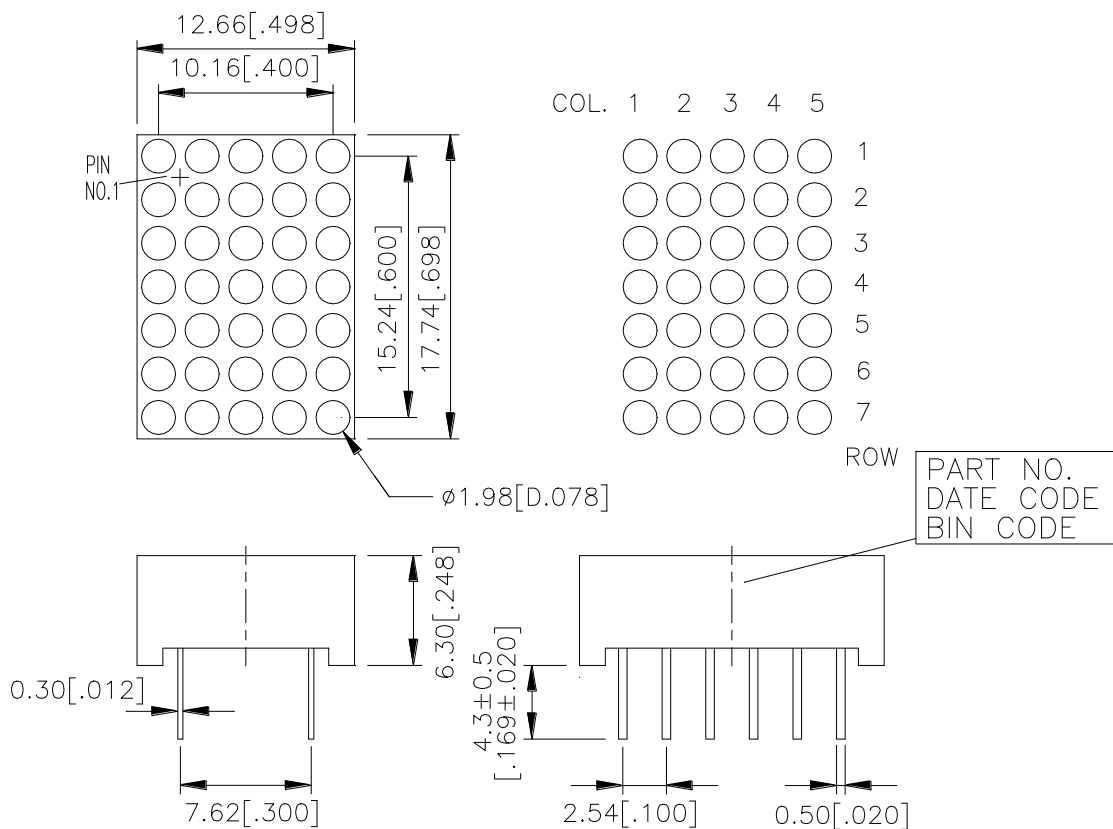 12.66[.498]
10.16[.400]
COL. 1 2 3 4 5
PIN
NO.1
15.24[.600]
17.74[.698]
1
2
3
4
5
6
7
ROW
ø1.98[D.078]
PART NO.
DATE CODE
BIN CODE
6.30[.248]
0.30[.012]
4.3±0.5
[.169±.020]
7.62[.300]
2.54[.100]
0.50[.020]